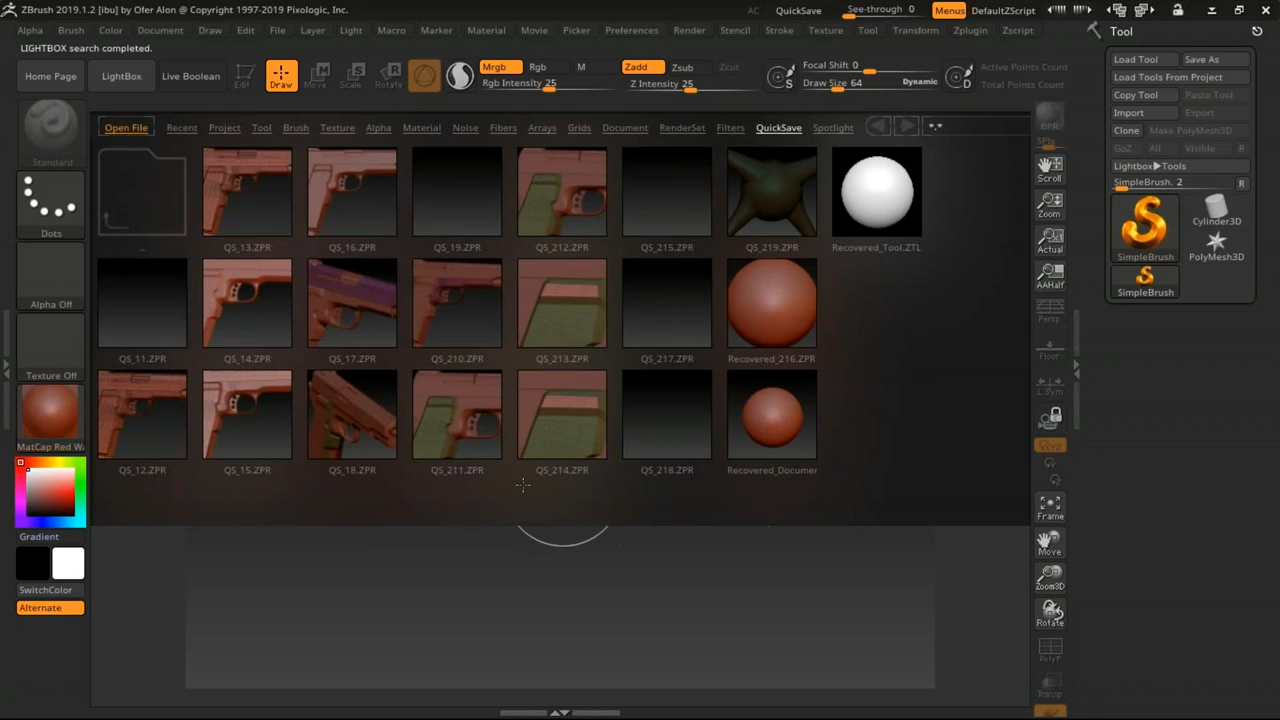 ZBrush 2019.1.2 [ibu] by Ofer Alon @ Copyright 1997-2019 Pixologic, Inc.
AC QuickSave See-through 0 Menus DefaultZScript
Alpha Brush Color Document Draw Edit File Layer Light Macro Marker Material Movie Picker Preferences Render Stencil Stroke Texture Tool Transform Zplugin Zscript
LIGHTBOX search completed.
Home Page LightBox Live Boolean Edit Draw Move Scale Rotate
Mrgb Rgb M
Rgb Intensity 25
Zadd Zsub Zcut
Z Intensity 25
S
Focal Shift 0
Draw Size 64 Dynamic
D
Active Points Count
Total Points Count
Open File Recent Project Tool Brush Texture Alpha Material Noise Fibers Arrays Grids Document RenderSet Filters QuickSave Spotlight
.. QS_13.ZPR QS_16.ZPR QS_19.ZPR QS_212.ZPR QS_215.ZPR QS_219.ZPR Recovered_Tool.ZTL
QS_11.ZPR QS_14.ZPR QS_17.ZPR QS_210.ZPR QS_213.ZPR QS_217.ZPR Recovered_216.ZPR
QS_12.ZPR QS_15.ZPR QS_18.ZPR QS_211.ZPR QS_214.ZPR QS_218.ZPR Recovered_Documer
Standard
Dots
Alpha Off
Texture Off
MatCap Red W
Gradient
SwitchColor
Alternate
BPR
SPix
Scroll
Zoom
Actual
AAHalf
Persp
Floor
L.Sym
Frame
Move
Zoom3D
Rotate
PolyF
Transp
Tool
Load Tool Save As
Load Tools From Project
Copy Tool Paste Tool
Import Export
Clone Make PolyMesh3D
GoZ All Visible R
Lightbox▶Tools
SimpleBrush. 2 R
SimpleBrush
Cylinder3D
PolyMesh3D
SimpleBrush